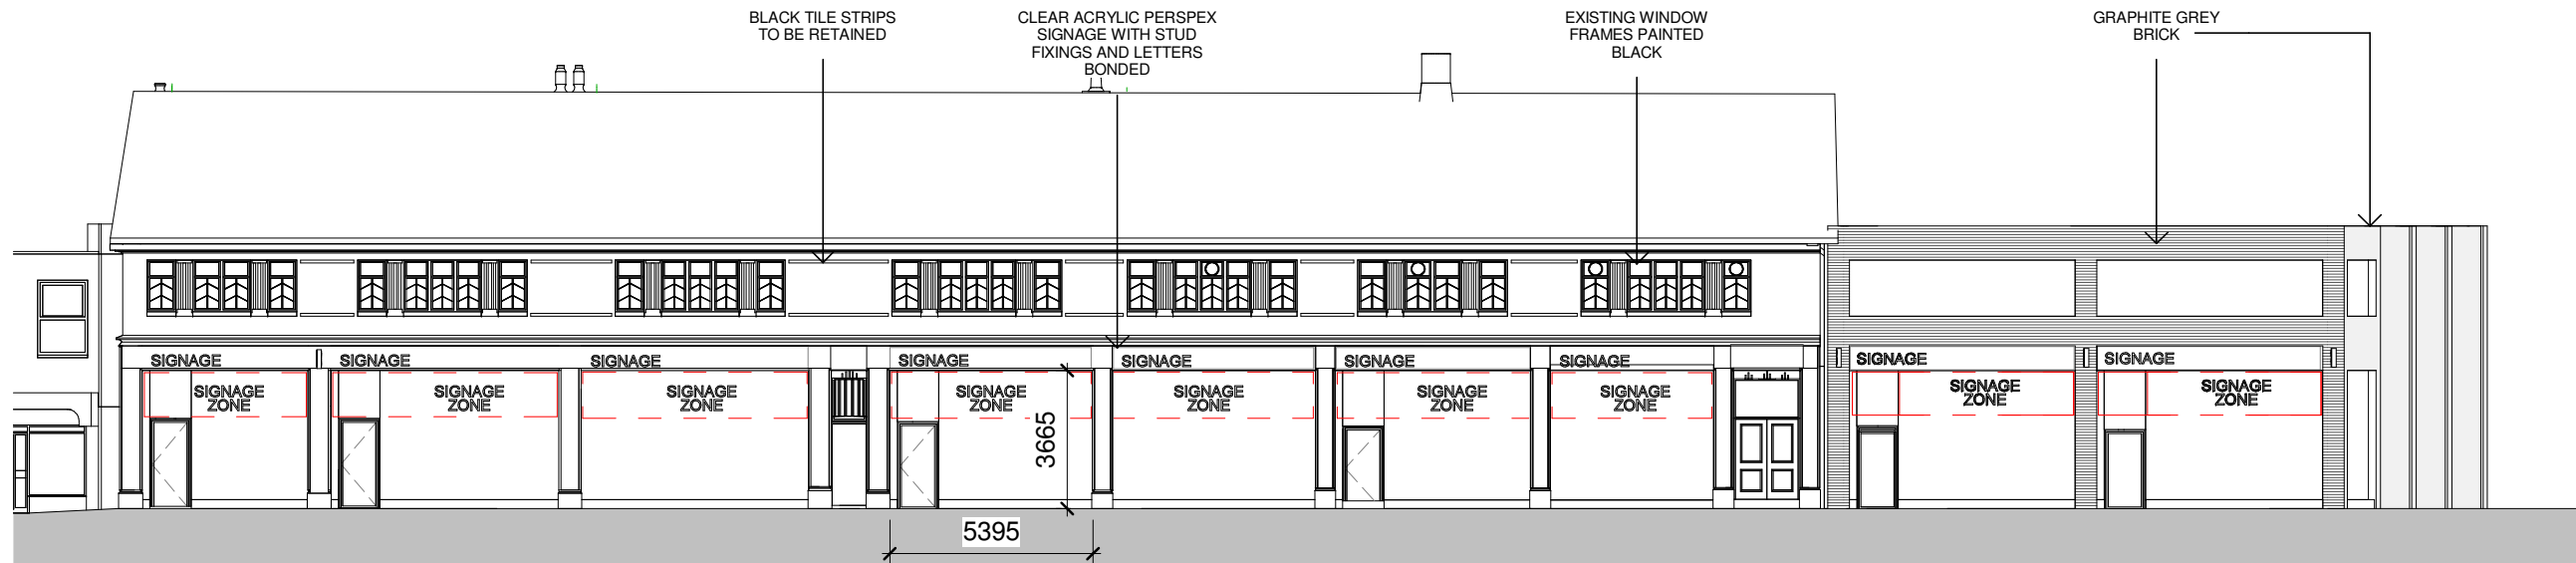 BLACK TILE STRIPS
TO BE RETAINED
CLEAR ACRYLIC PERSPEX
SIGNAGE WITH STUD
FIXINGS AND LETTERS
BONDED
EXISTING WINDOW
FRAMES PAINTED
BLACK
GRAPHITE GREY
BRICK
SIGNAGE
SIGNAGE
SIGNAGE
SIGNAGE
SIGNAGE
SIGNAGE
SIGNAGE
SIGNAGE
SIGNAGE
SIGNAGE
ZONE
SIGNAGE
ZONE
SIGNAGE
ZONE
SIGNAGE
ZONE
SIGNAGE
ZONE
SIGNAGE
ZONE
SIGNAGE
ZONE
SIGNAGE
ZONE
SIGNAGE
ZONE
3665
5395